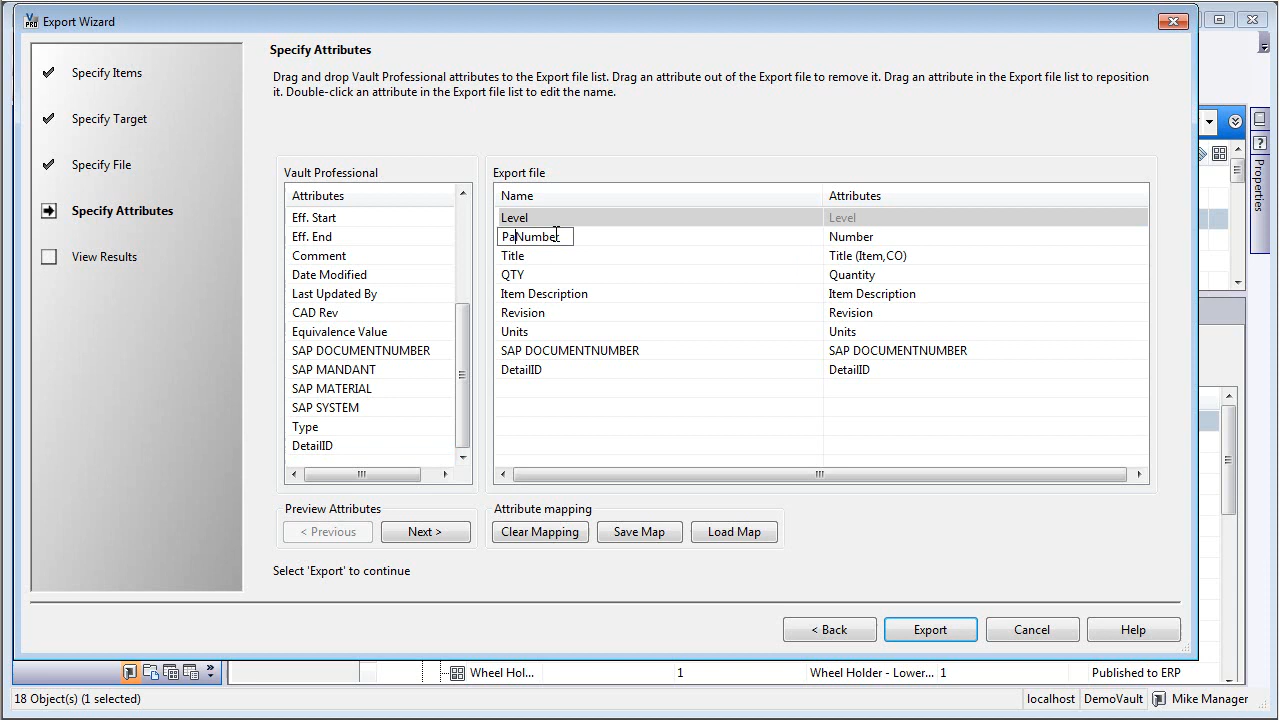 Export Wizard
Specify Items
Specify Target
Specify File
Specify Attributes
View Results
Specify Attributes
Drag and drop Vault Professional attributes to the Export file list. Drag an attribute out of the Export file to remove it. Drag an attribute in the Export file list to reposition
it. Double-click an attribute in the Export file list to edit the name.
Vault Professional
Attributes
Eff. Start
Eff. End
Comment
Date Modified
Last Updated By
CAD Rev
Equivalence Value
SAP DOCUMENTNUMBER
SAP MANDANT
SAP MATERIAL
SAP SYSTEM
Type
DetailID
Export file
Name Attributes
Level Level
PaNumber Number
Title Title (Item,CO)
QTY Quantity
Item Description Item Description
Revision Revision
Units Units
SAP DOCUMENTNUMBER SAP DOCUMENTNUMBER
DetailID DetailID
Preview Attributes
< Previous Next >
Attribute mapping
Clear Mapping Save Map Load Map
Select 'Export' to continue
< Back Export Cancel Help
Properties
Wheel Hol... 1 Wheel Holder - Lower... 1 Published to ERP
18 Object(s) (1 selected) localhost DemoVault Mike Manager